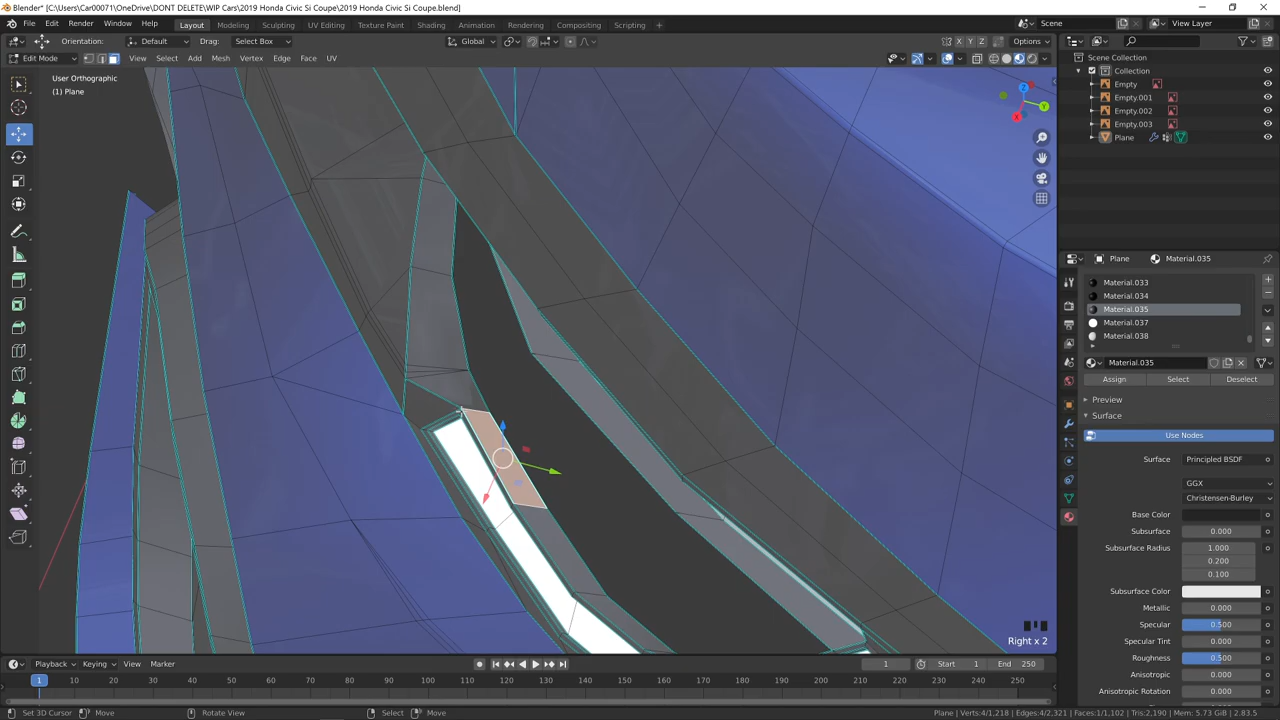 Blender* [C:\Users\Car00071\OneDrive\DONT DELETE\WIP Cars\2019 Honda Civic Si Coupe\2019 Honda Civic Si Coupe.blend]
File Edit Render Window Help Layout Modeling Sculpting UV Editing Texture Paint Shading Animation Rendering Compositing Scripting Scene View Layer
Orientation: Default Drag: Select Box Global X Y Z Options
Edit Mode View Select Add Mesh Vertex Edge Face UV
User Orthographic
(1) Plane
Scene Collection
Collection
Empty
Empty.001
Empty.002
Empty.003
Plane
Z
Y
X
Plane Material.035
Material.033
Material.034
Material.035
Material.037
Material.038
Material.035
Assign Select Deselect
Preview
Surface
Use Nodes
Surface Principled BSDF
GGX
Christensen-Burley
Base Color
Subsurface 0.000
Subsurface Radius 1.000
0.200
0.100
Subsurface Color
Metallic 0.000
Specular 0.500
Specular Tint 0.000
Roughness 0.500
Anisotropic 0.000
Anisotropic Rotation 0.000
Right x 2
Playback Keying View Marker 1 Start 1 End 250
1 10 20 30 40 50 60 70 80 90 100 110 120 130 140 150 160 170 180 190 200 210 220 230 240 250
Set 3D Cursor Move Rotate View Select Move Plane | Verts:4/1,218 | Edges:4/2,321 | Faces:1/1,102 | Tris:2,190 | Mem: 5.73 GiB | 2.83.5